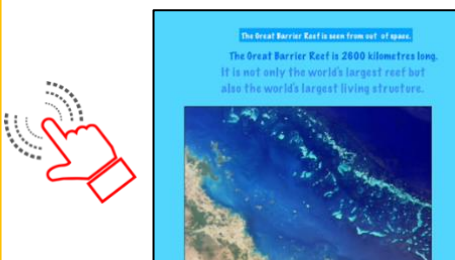 The Great Barrier Reef is seen from out of space.
The Great Barrier Reef is 2600 kilometres long.
It is not only the world's largest reef but
also the world's largest living structure.